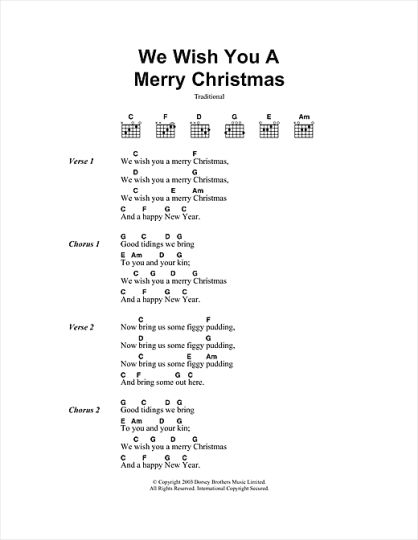 We Wish You A
Merry Christmas
Traditional
C F D G E Am
Verse 1
C F
We wish you a merry Christmas,
D G
We wish you a merry Christmas,
C E Am
We wish you a merry Christmas
C F G C
And a happy New Year.
Chorus 1
G C D G
Good tidings we bring
E Am D G
To you and your kin;
C G D G
We wish you a merry Christmas
C F G C
And a happy New Year.
Verse 2
C F
Now bring us some figgy pudding,
D G
Now bring us some figgy pudding,
C E Am
Now bring us some figgy pudding
C F G C
And bring some out here.
Chorus 2
G C D G
Good tidings we bring
E Am D G
To you and your kin;
C G D G
We wish you a merry Christmas
C F G C
And a happy New Year.
© Copyright 2003 Dorsey Brothers Music Limited.
All Rights Reserved. International Copyright Secured.